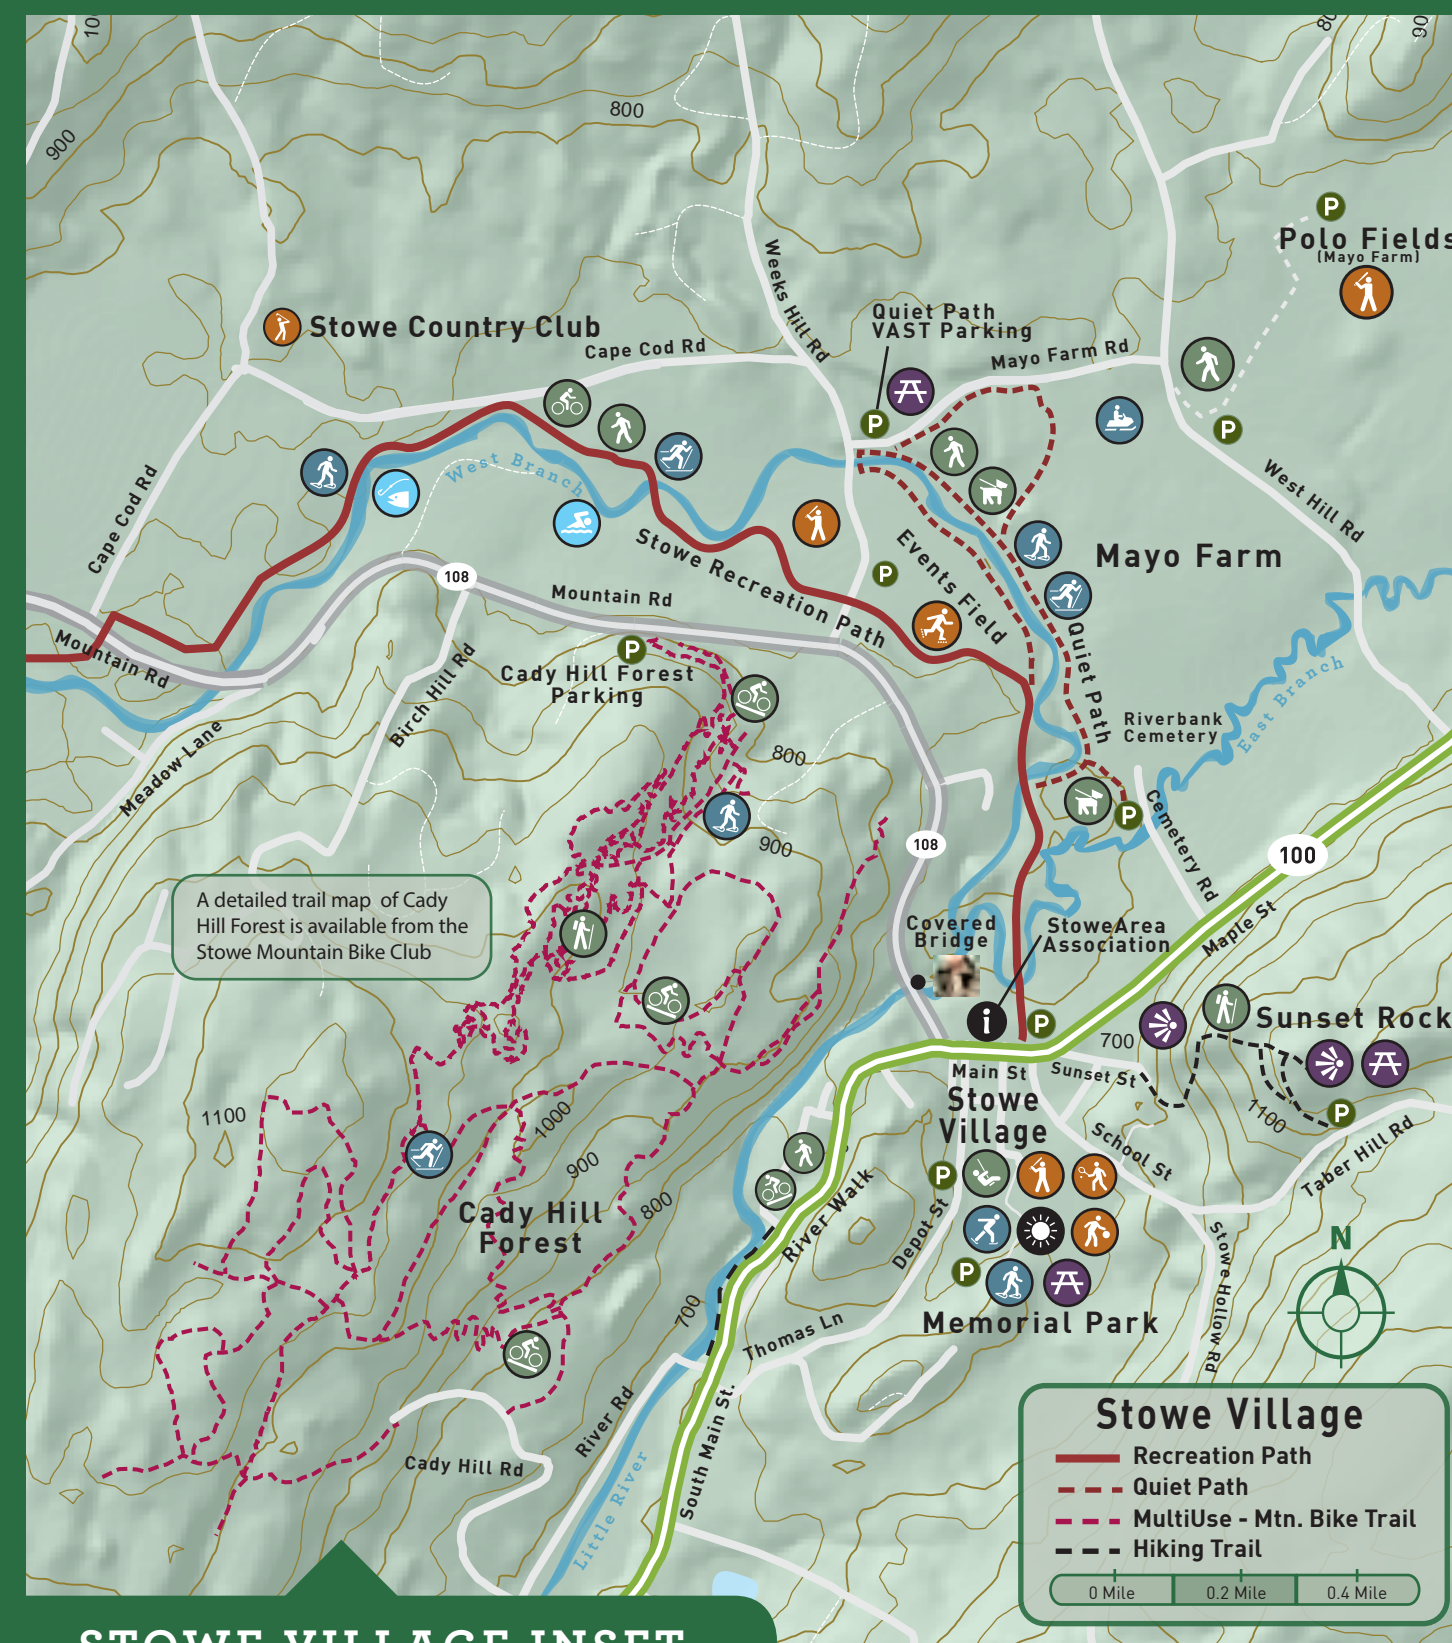 10
80
90
800
900
Polo Fields
(Mayo Farm)
Weeks Hill Rd
Quiet Path
VAST Parking
Stowe Country Club
Cape Cod Rd
Mayo Farm Rd
West Branch
Cape Cod Rd
West Hill Rd
Stowe Recreation Path
Events Field
Mayo Farm
108
Mountain Rd
Mountain Rd
Cady Hill Forest
Parking
Birch Hill Rd
Quiet Path
East Branch
Riverbank
Cemetery
Meadow Lane
800
Cemetery Rd
900
108
100
A detailed trail map of Cady
Hill Forest is available from the
Stowe Mountain Bike Club
Covered
Bridge
StoweArea
Association
Maple St
Sunset Rock
700
Main St
Sunset St
Stowe
Village
1100
1000
1100
School St
Taber Hill Rd
900
800
River Walk
Depot St
Cady Hill
Forest
Stowe Hollow Rd
N
700
Thomas Ln
Memorial Park
River Rd
South Main St.
Cady Hill Rd
Little River
Stowe Village
Recreation Path
Quiet Path
MultiUse - Mtn. Bike Trail
Hiking Trail
0 Mile
0.2 Mile
0.4 Mile
STOWE VILLAGE INSET
P
P
P
P
P
P
P
P
P
P
P
i